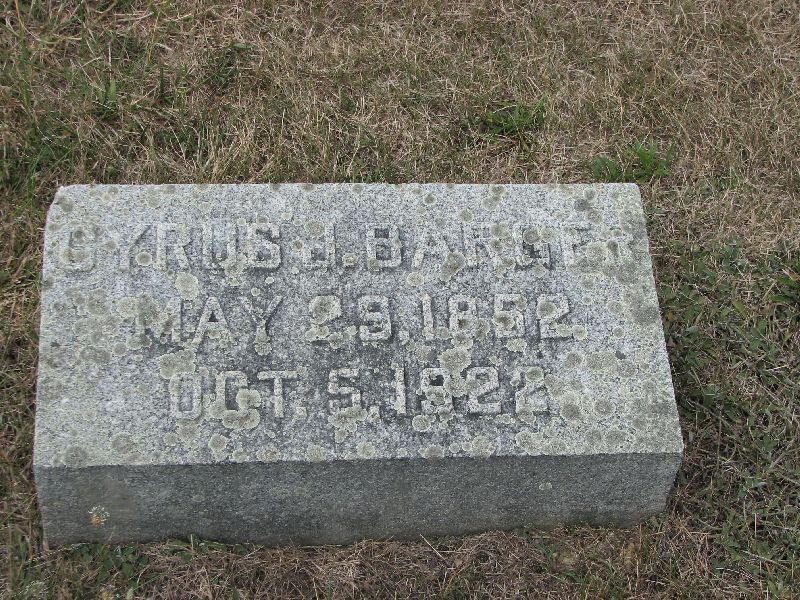 CYRUS J. BARGER
MAY 29, 1852
OCT. 5, 1922